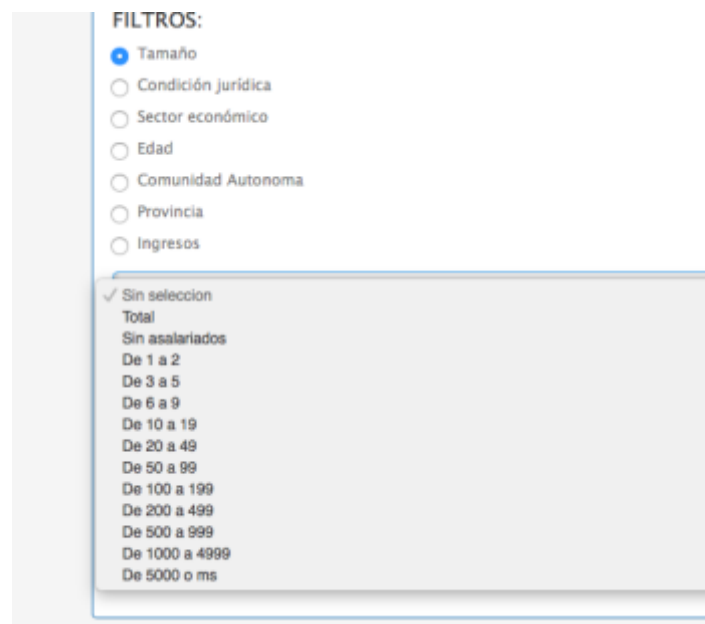 FILTROS:
Tamaño
Condición jurídica
Sector económico
Edad
Comunidad Autonoma
Provincia
Ingresos
Sin seleccion
Total
Sin asalariados
De 1 a 2
De 3 a 5
De 6 a 9
De 10 a 19
De 20 a 49
De 50 a 99
De 100 a 199
De 200 a 499
De 500 a 999
De 1000 a 4999
De 5000 o ms